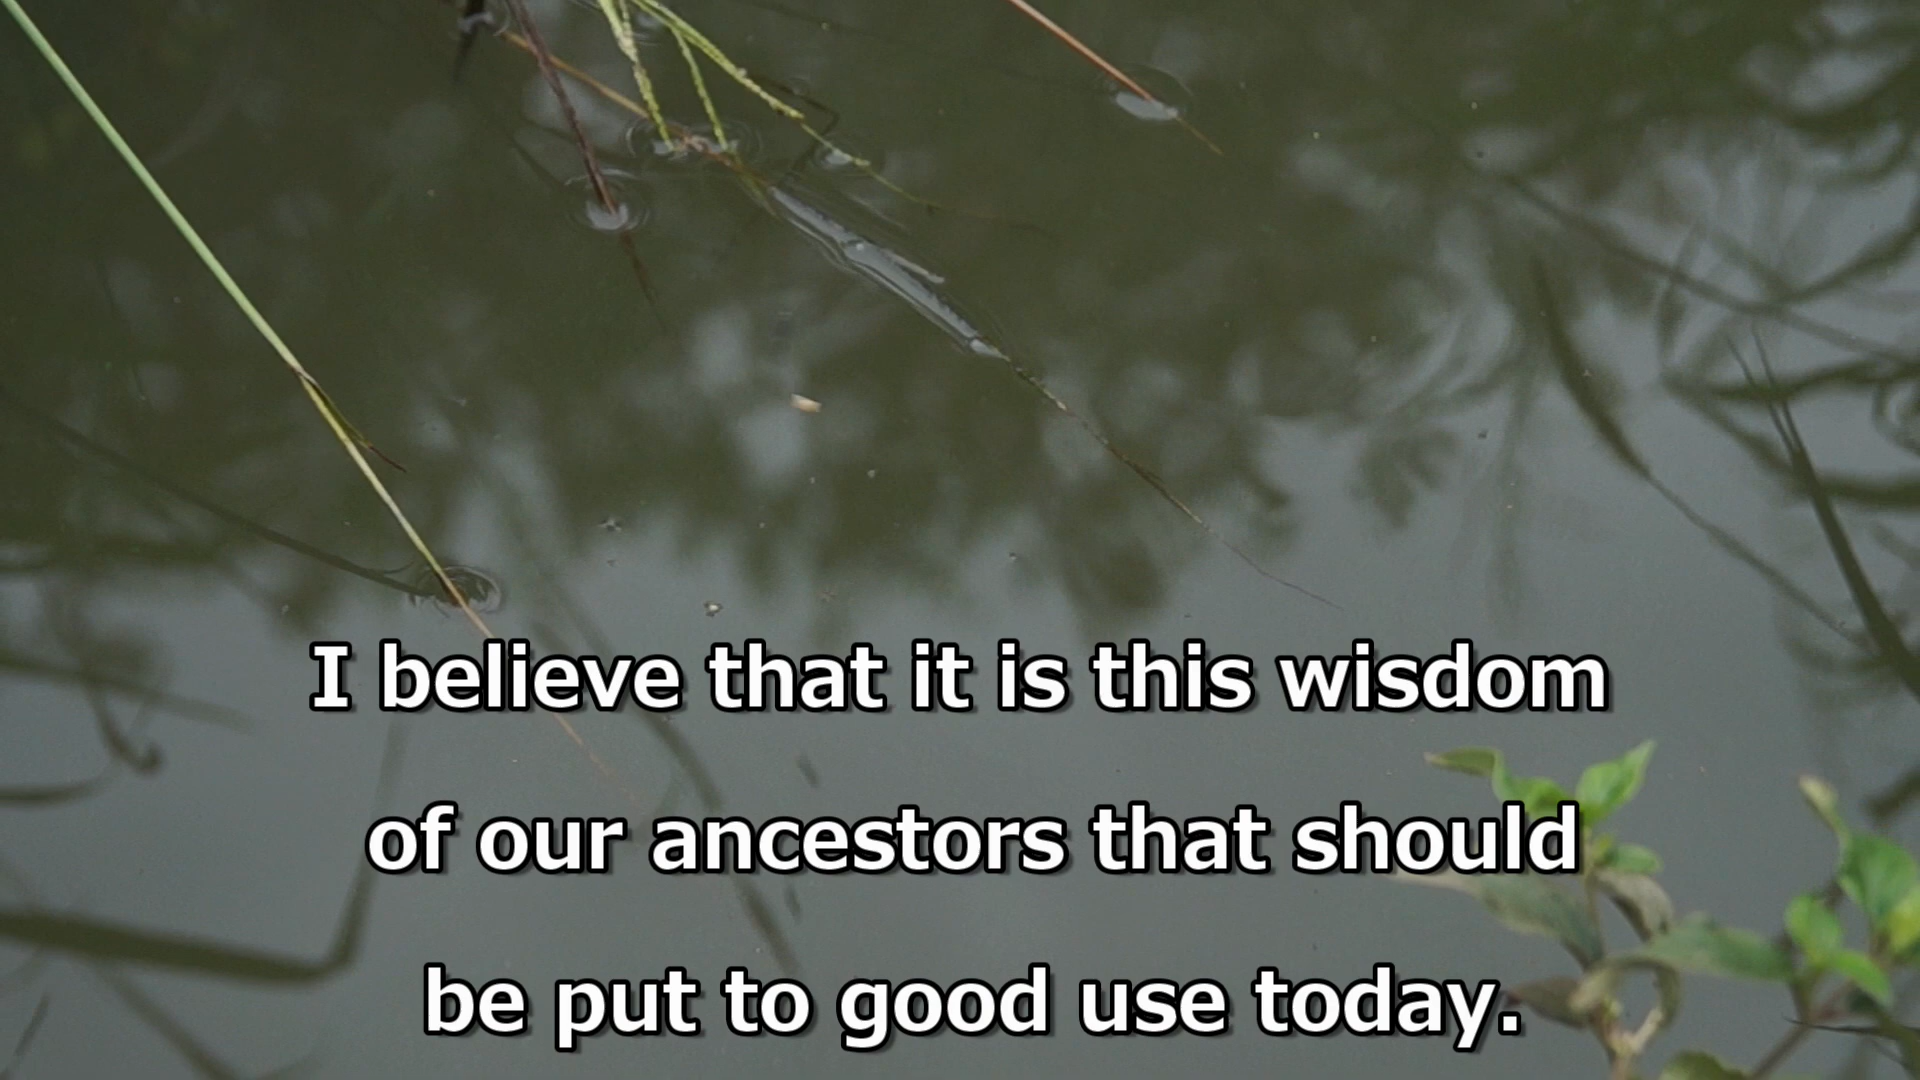 I believe that it is this wisdom
of our ancestors that should
be put to good use today.